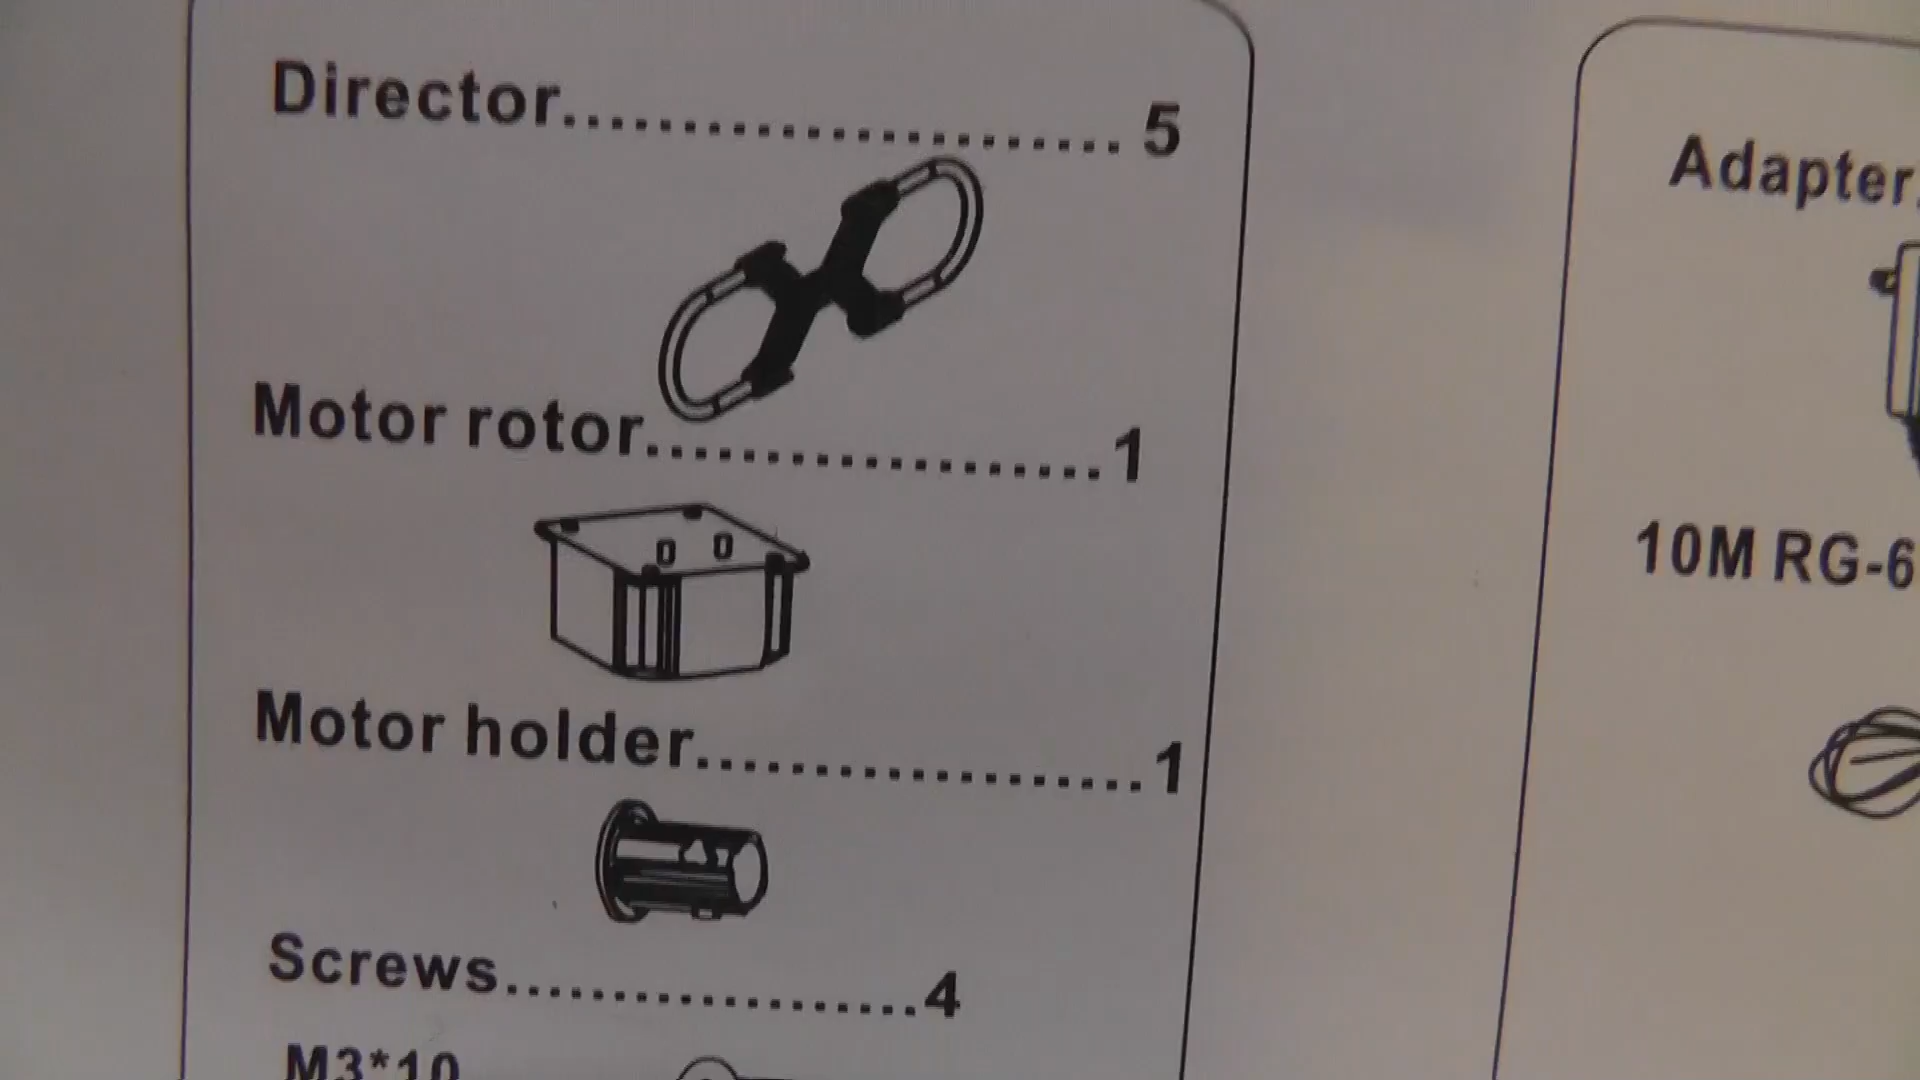 Director....................... 5
Motor rotor...................1
Motor holder...................1
Screws..................4
M3*10
Adapter
10M RG-6